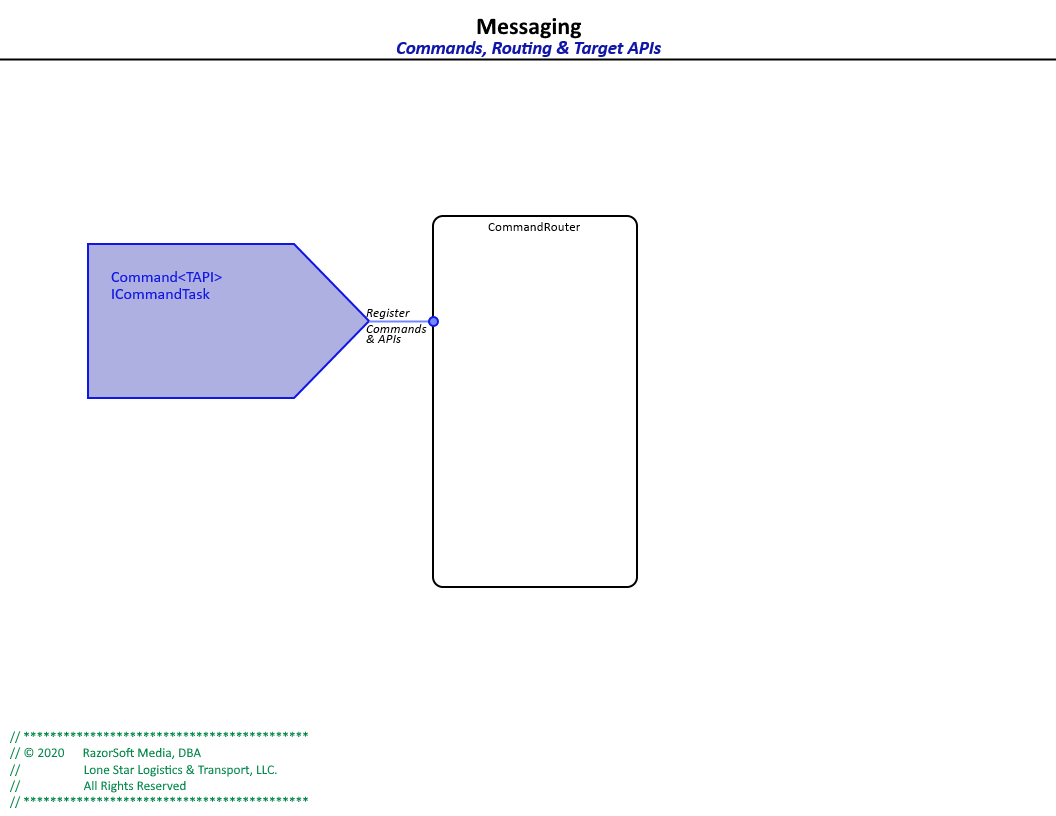 Messaging
Commands, Routing & Target APIs
CommandRouter
Command<TAPI>
ICommandTask
Register
Commands
& APIs
// *******************************************
// © 2020 RazorSoft Media, DBA
// Lone Star Logistics & Transport, LLC.
// All Rights Reserved
// *******************************************